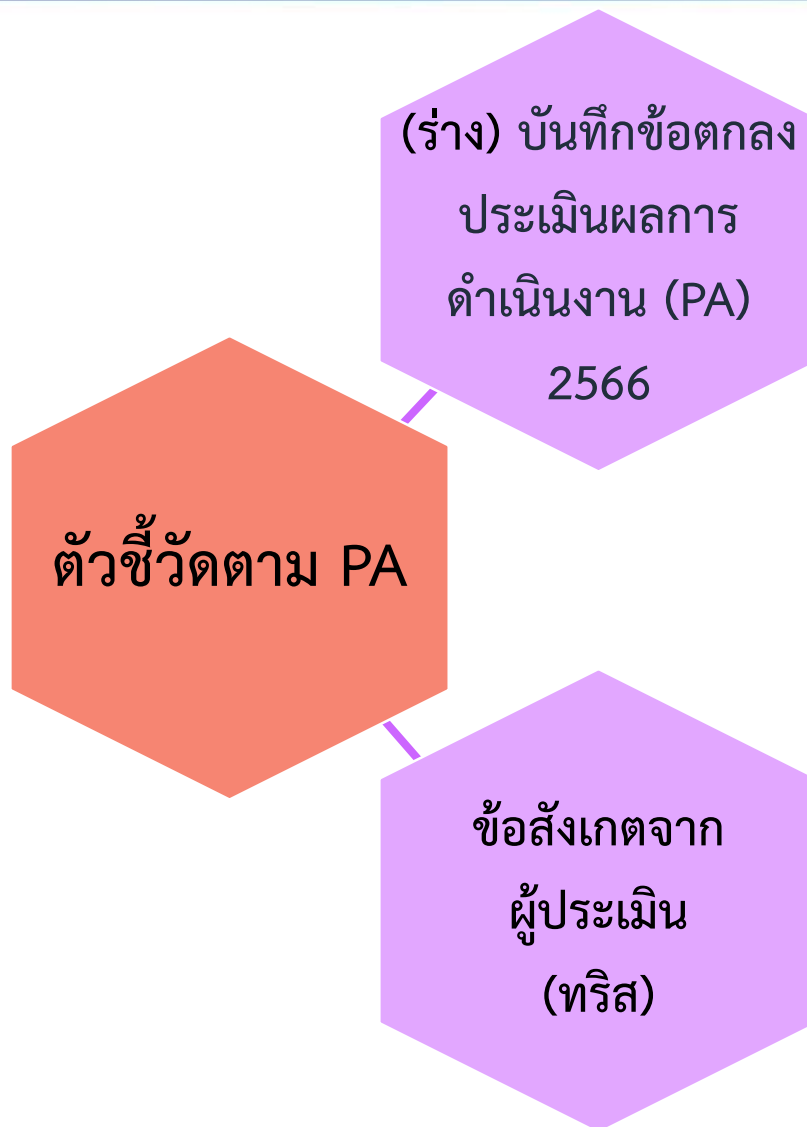 (ร่าง) บันทึกข้อตกลง
ประเมินผลการ
ดำเนินงาน (PA)
2566
ตัวชี้วัดตาม PA
ข้อสังเกตจาก
ผู้ประเมิน
(ทริส)